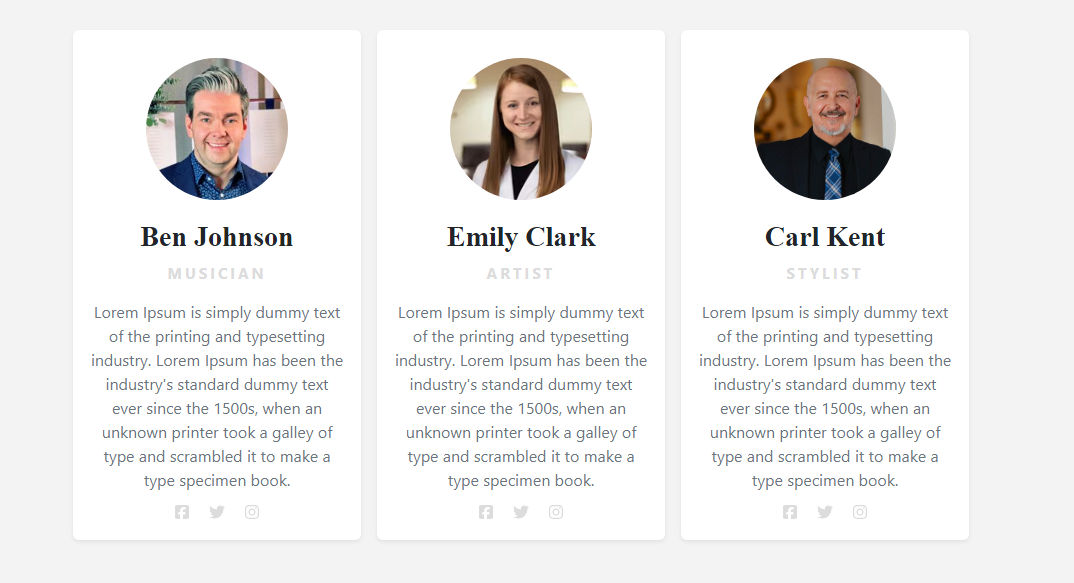 Ben Johnson
MUSICIAN
Lorem Ipsum is simply dummy text
of the printing and typesetting
industry. Lorem Ipsum has been the
industry's standard dummy text
ever since the 1500s, when an
unknown printer took a galley of
type and scrambled it to make a
type specimen book.
Emily Clark
ARTIST
Lorem Ipsum is simply dummy text
of the printing and typesetting
industry. Lorem Ipsum has been the
industry's standard dummy text
ever since the 1500s, when an
unknown printer took a galley of
type and scrambled it to make a
type specimen book.
Carl Kent
STYLIST
Lorem Ipsum is simply dummy text
of the printing and typesetting
industry. Lorem Ipsum has been the
industry's standard dummy text
ever since the 1500s, when an
unknown printer took a galley of
type and scrambled it to make a
type specimen book.